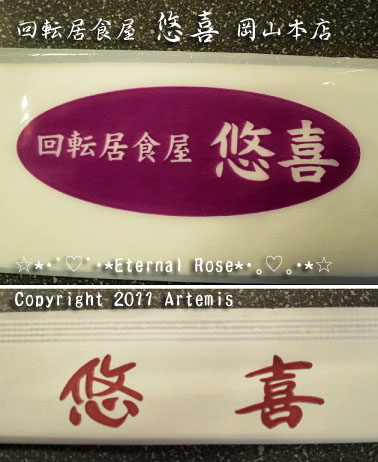 回転居食屋 悠喜 岡山本店
回転居食屋 悠喜
☆*･゜ﾟ♡ﾟ･*Eternal Rose*･｡♡｡･*☆
Copyright 2011 Artemis
悠 喜